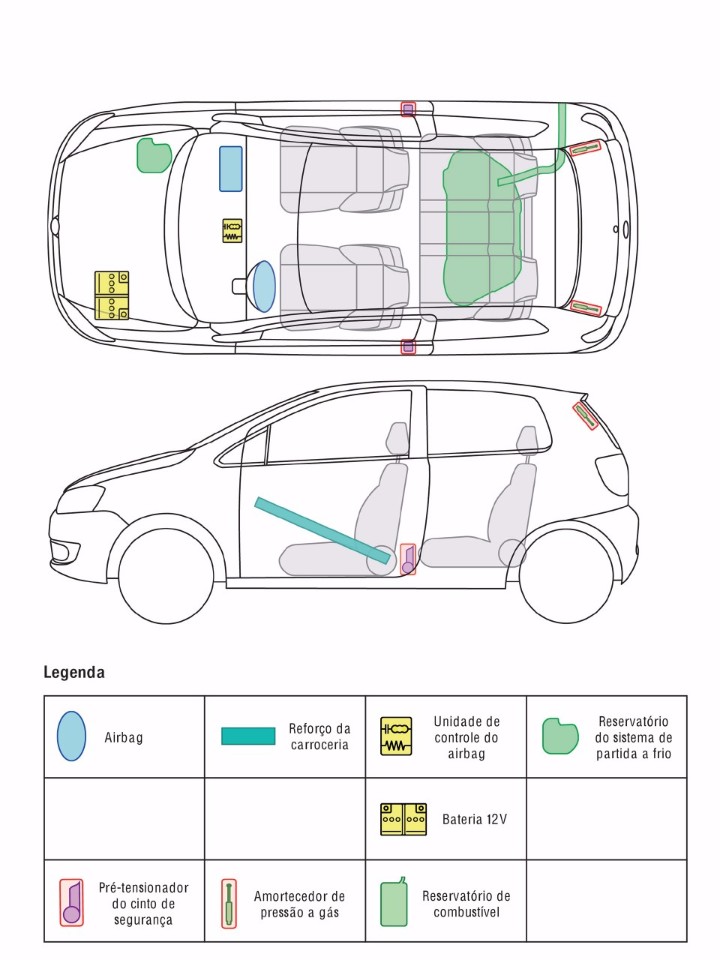 Legenda
Airbag
Reforço da
carroceria
Unidade de
controle do
airbag
Reservatório
do sistema de
partida a frio
Bateria 12V
Pré-tensionador
do cinto de
segurança
Amortecedor de
pressão a gás
Reservatório de
combustível